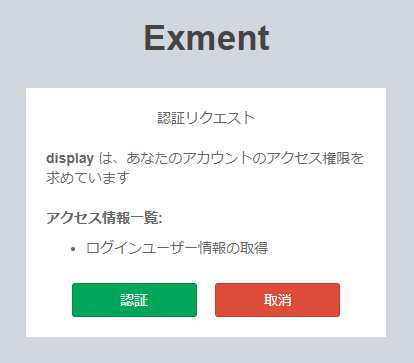 Exment
認証リクエスト
display は、あなたのアカウントのアクセス権限を
求めています
アクセス情報一覧:
ログインユーザー情報の取得
認証
取消